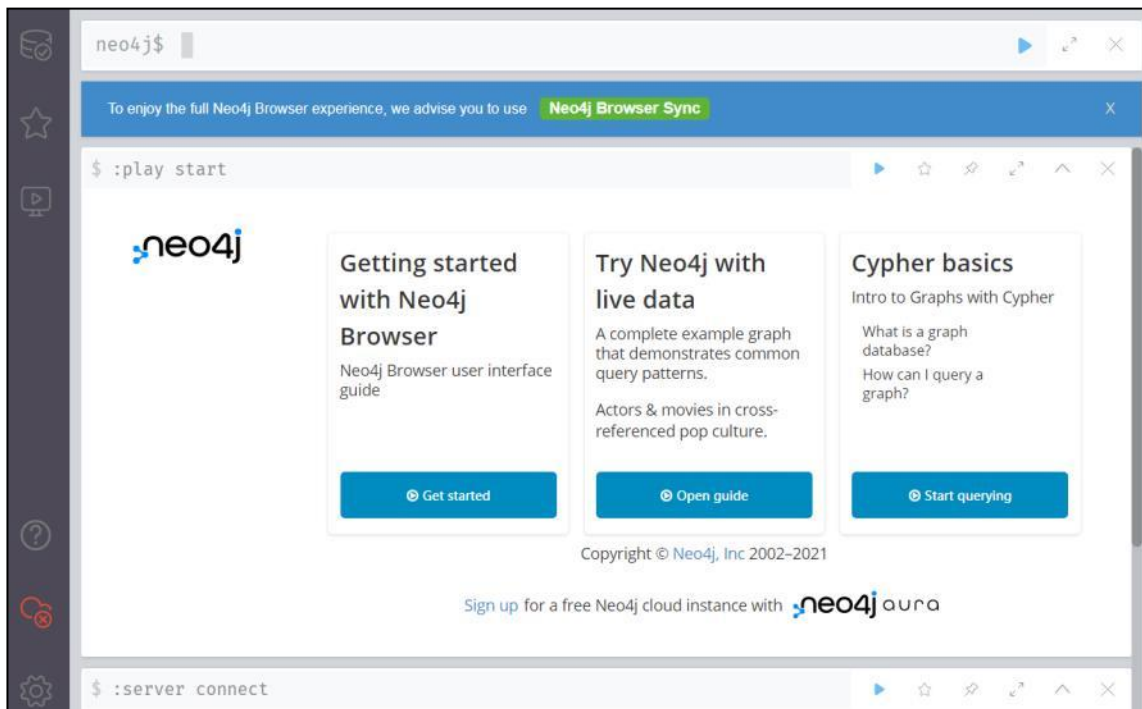 neo4j$
To enjoy the full Neo4j Browser experience, we advise you to use Neo4j Browser Sync X
$ :play start
neo4j
Getting started
with Neo4j
Browser
Neo4j Browser user interface
guide
Get started
Try Neo4j with
live data
A complete example graph
that demonstrates common
query patterns.
Actors & movies in cross-
referenced pop culture.
Open guide
Cypher basics
Intro to Graphs with Cypher
What is a graph
database?
How can I query a
graph?
Start querying
Copyright © Neo4j, Inc 2002–2021
Sign up for a free Neo4j cloud instance with neo4j aura
$ :server connect